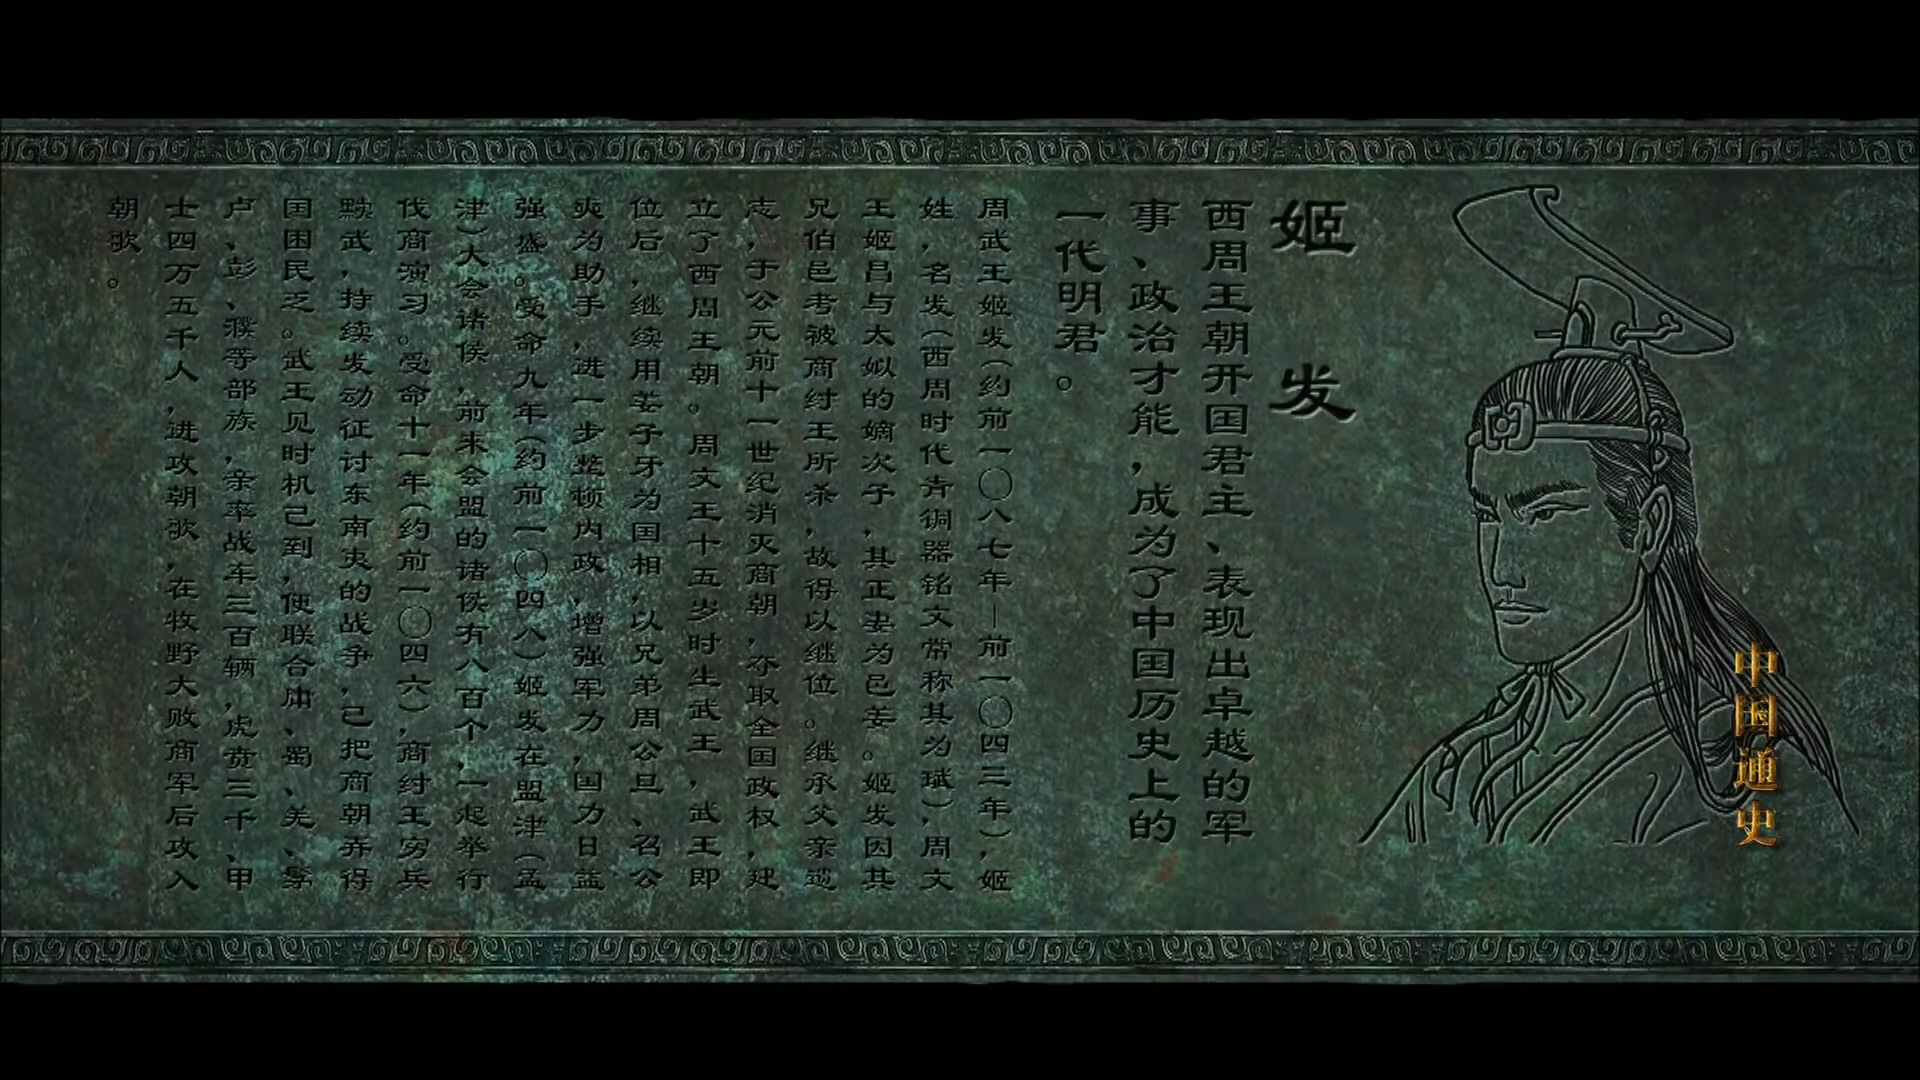 姬发
西周王朝开国君主、表现出卓越的军
事、政治才能，成为了中国历史上的
一代明君。
周武王姬发（约前一〇八七年—前一〇四三年），姬
姓，名发（西周时代青铜器铭文常称其为珷），周文
王姬昌与太姒的嫡次子，其正妻为邑姜。姬发因其
兄伯邑考被商纣王所杀，故得以继位。继承父亲遗
志，于公元前十一世纪消灭商朝，夺取全国政权，建
立了西周王朝。周文王十五岁时生武王，武王即
位后，继续用姜子牙为国相，以兄弟周公旦、召公
奭为助手，进一步整顿内政，增强军力，国力日益
强盛。受命九年（约前一〇四八）姬发在盟津（孟
津）大会诸侯，前来会盟的诸侯有八百个，一起举行
伐商演习。受命十一年（约前一〇四六），商纣王穷兵
黩武，持续发动征讨东南夷的战争，已把商朝弄得
国困民乏。武王见时机已到，便联合庸、蜀、羌、髳、
卢、彭、濮等部族，亲率战车三百辆，虎贲三千、甲
士四万五千人，进攻朝歌，在牧野大败商军后攻入
朝歌。
中国通史